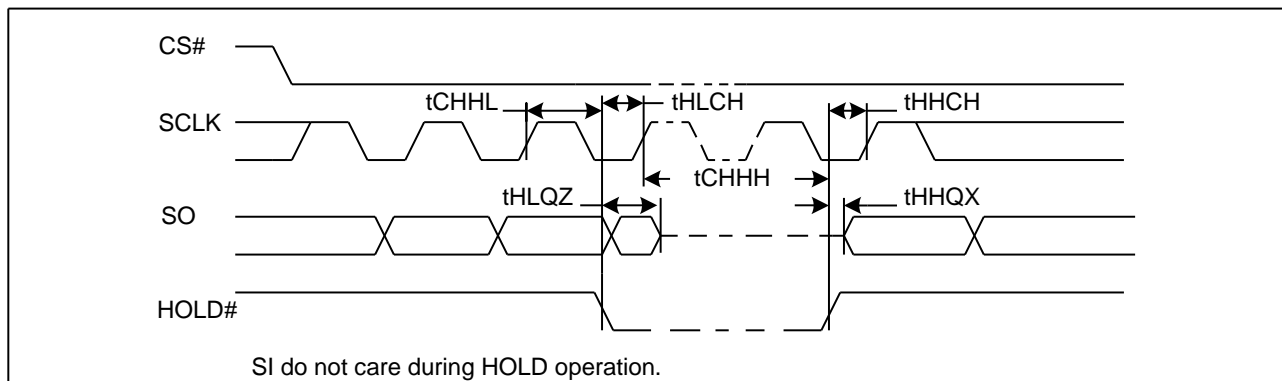 CS#
tCHHL
tHLCH
tHHCH
SCLK
tCHHH
tHLQZ
tHHQX
SO
HOLD#
SI do not care during HOLD operation.